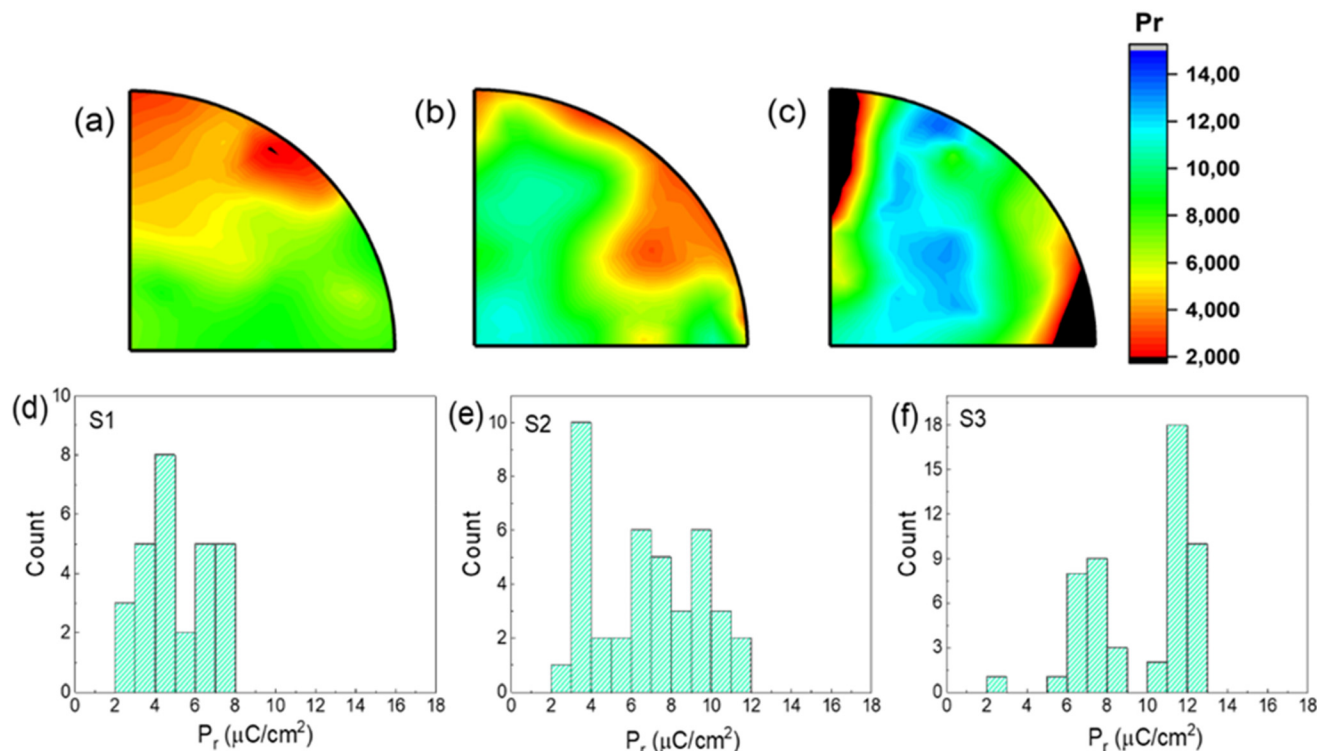 Pr
(a)
(b)
(c)
14,00
12,00
10,00
8,000
6,000
4,000
2,000
(d)
S1
10
8
6
4
2
0
Count
0 2 4 6 8 10 12 14 16 18
Pr (μC/cm²)
(e)
S2
10
8
6
4
2
0
Count
0 2 4 6 8 10 12 14 16 18
Pr (μC/cm²)
(f)
S3
18
15
12
9
6
3
0
Count
0 2 4 6 8 10 12 14 16 18
Pr (μC/cm²)